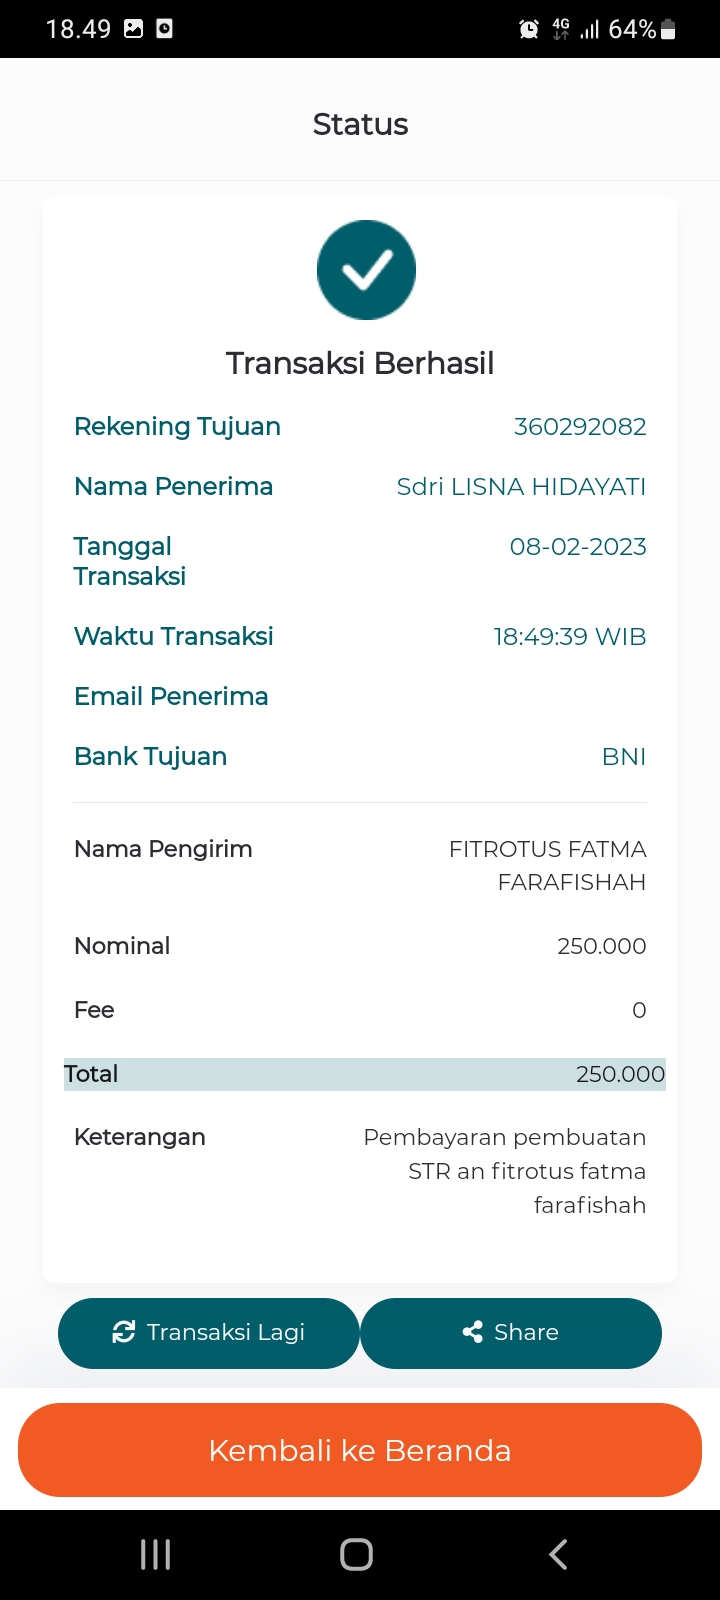 18.49
4G
64%
Status
Transaksi Berhasil
Rekening Tujuan 360292082
Nama Penerima Sdri LISNA HIDAYATI
Tanggal Transaksi 08-02-2023
Waktu Transaksi 18:49:39 WIB
Email Penerima
Bank Tujuan BNI
Nama Pengirim FITROTUS FATMA
FARAFISHAH
Nominal 250.000
Fee 0
Total 250.000
Keterangan Pembayaran pembuatan
STR an fitrotus fatma
farafishah
Transaksi Lagi
Share
Kembali ke Beranda